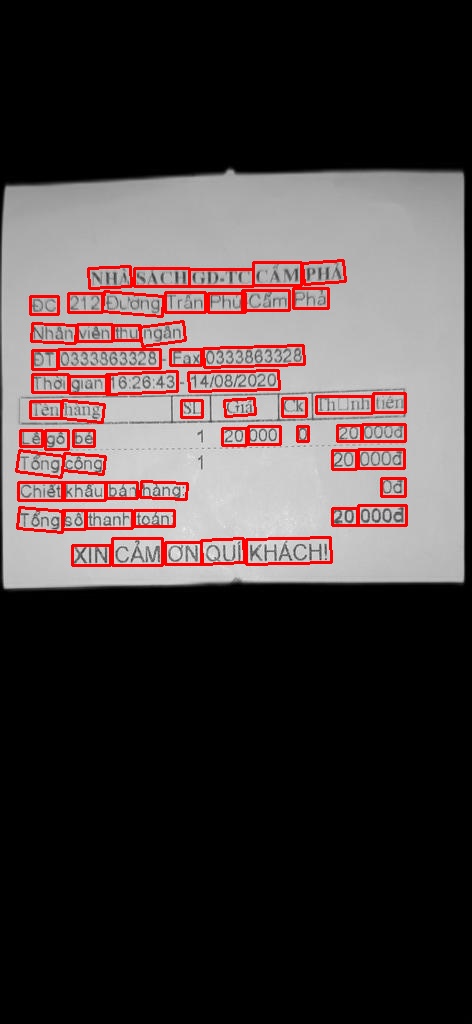 NHÀ SÁCH GD-TC CẨM PHẢ
ĐC 212 Đường Trần Phú Cẩm Phả
Nhân viên thu ngân
ĐT 0333863328 - Fax 0333863328
Thời gian 16:26:43 - 14/08/2020
Tên hàng SL Giá Ck Th□nh tiền
Lê gô bé 1 20 000 0 20 000đ
Tổng cộng 1 20 000đ
Chiết khấu bán hàng: 0đ
Tổng số thanh toán: 20 000đ
XIN CẢM ƠN QUÍ KHÁCH!